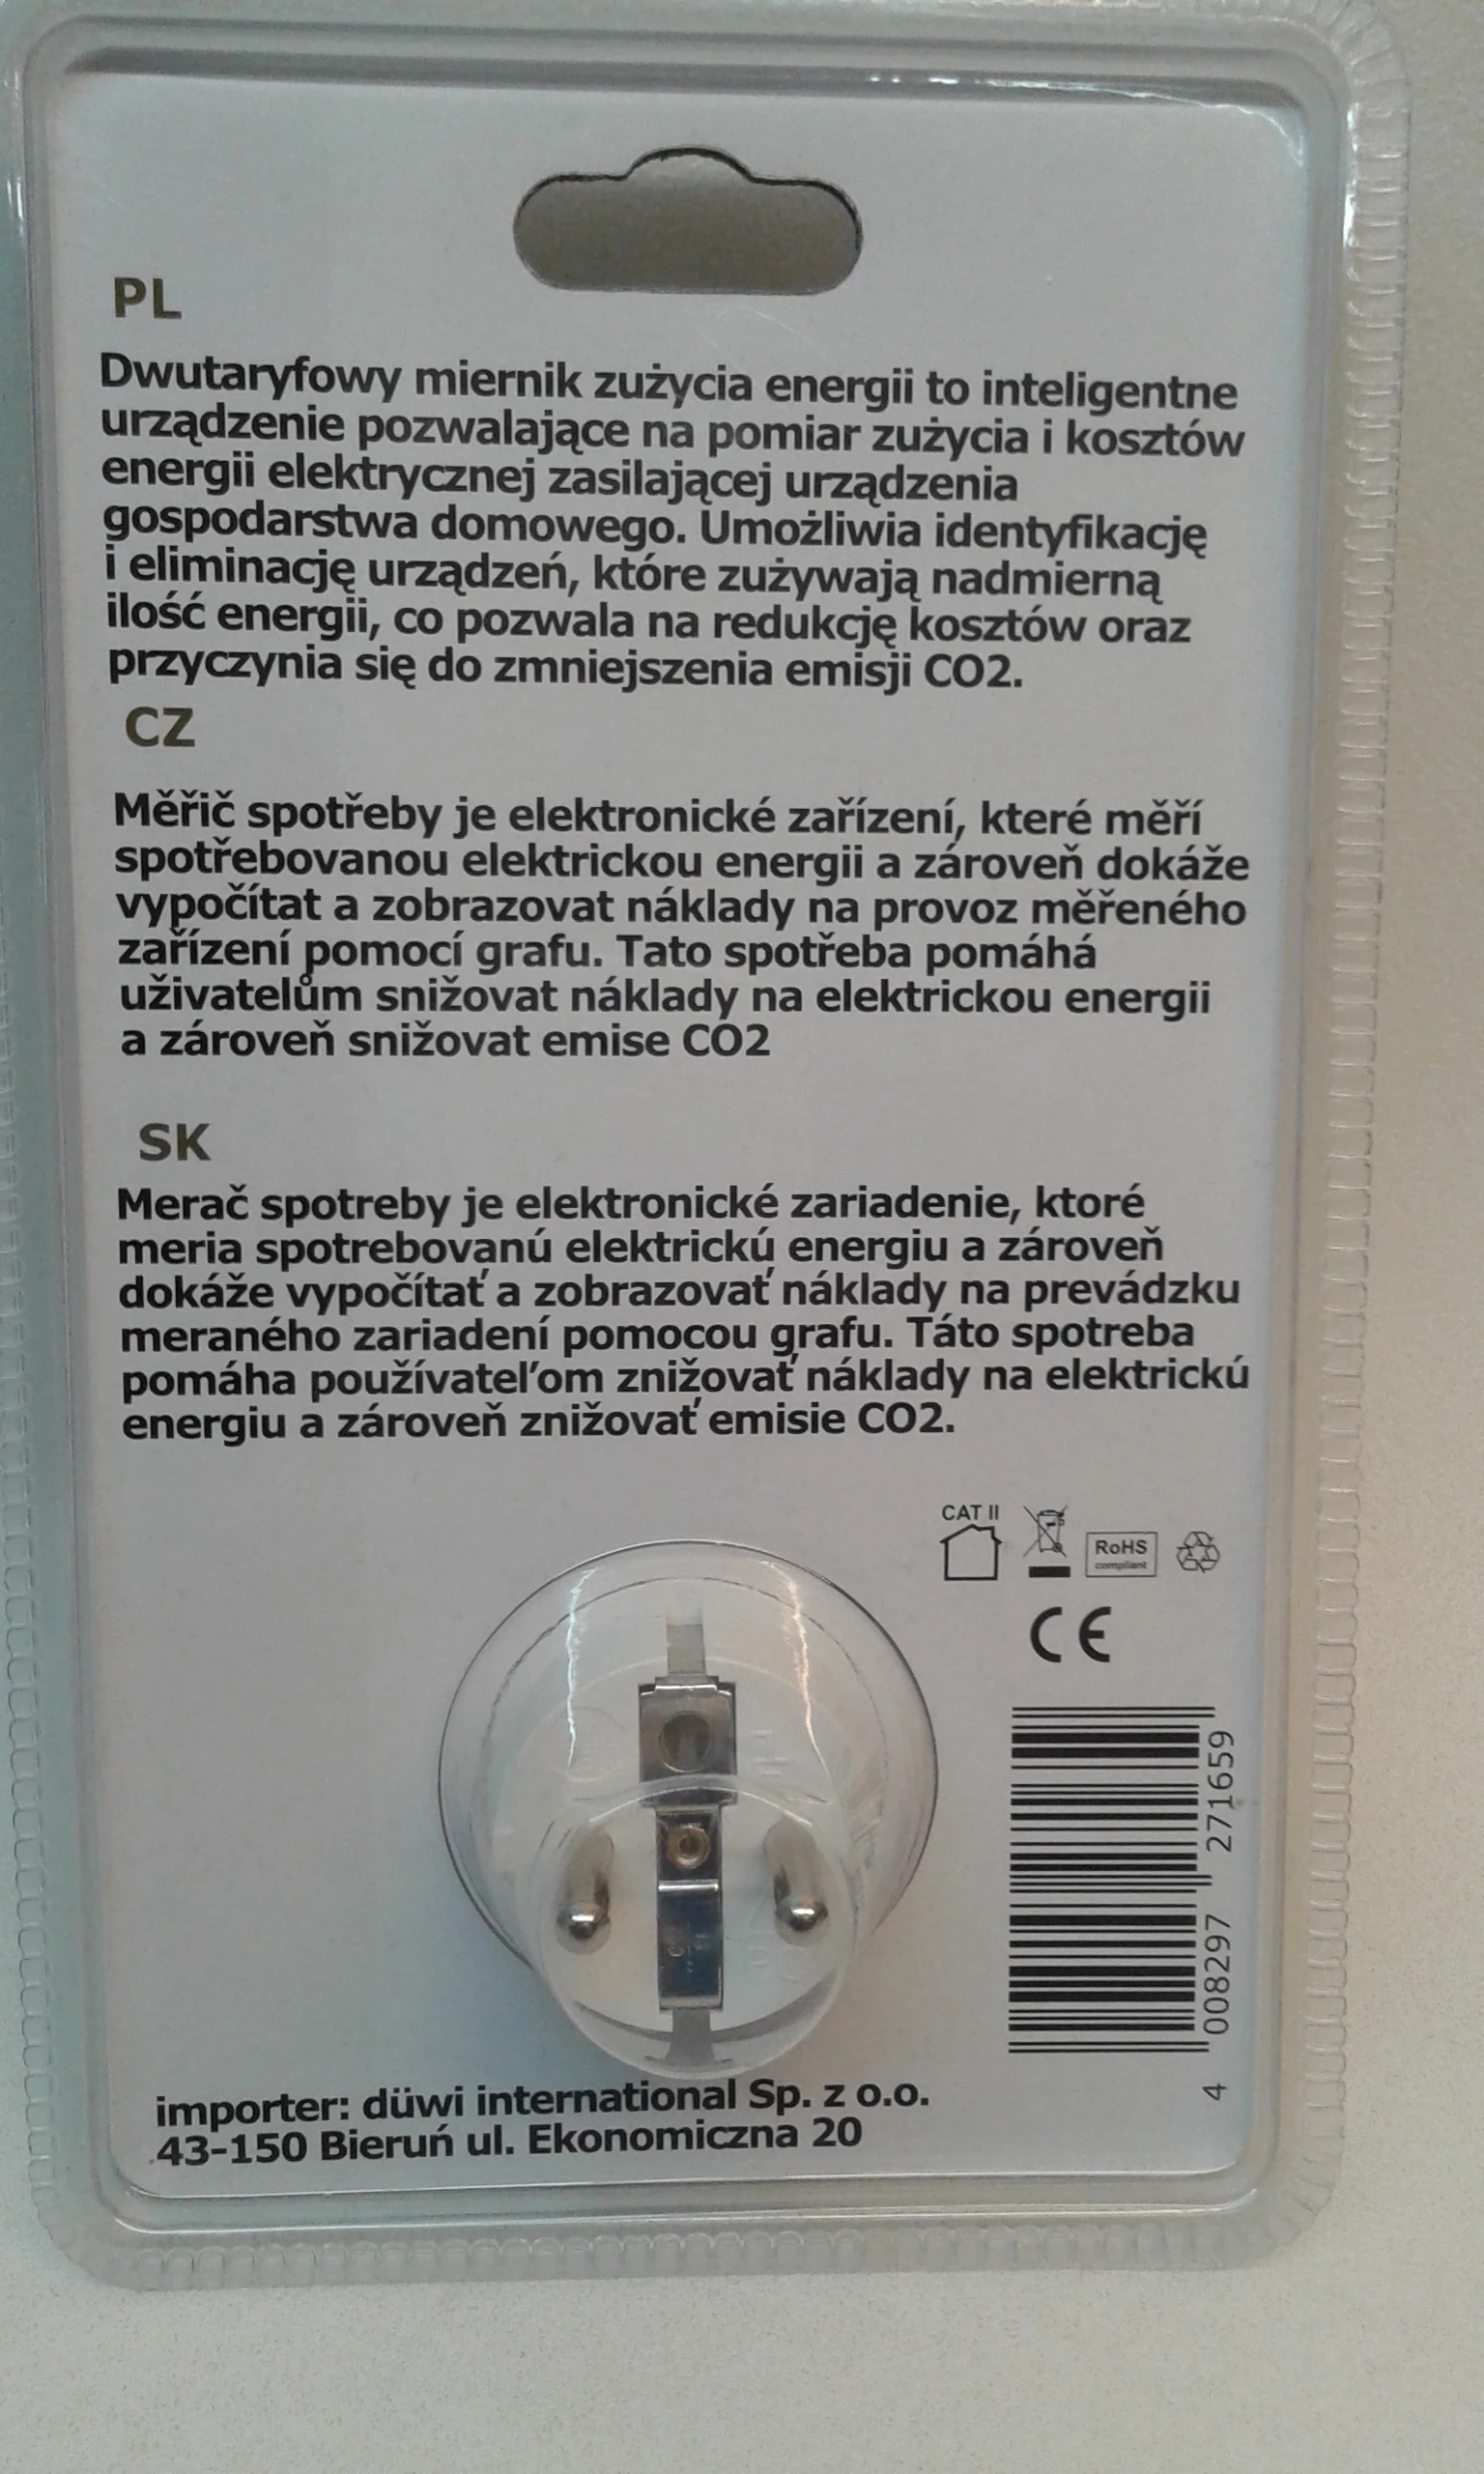 PL
Dwutaryfowy miernik zużycia energii to inteligentne
urządzenie pozwalające na pomiar zużycia i kosztów
energii elektrycznej zasilającej urządzenia
gospodarstwa domowego. Umożliwia identyfikację
i eliminację urządzeń, które zużywają nadmierną
ilość energii, co pozwala na redukcję kosztów oraz
przyczynia się do zmniejszenia emisji CO2.
CZ
Měřič spotřeby je elektronické zařízení, které měří
spotřebovanou elektrickou energii a zároveň dokáže
vypočítat a zobrazovat náklady na provoz měřeného
zařízení pomocí grafu. Tato spotřeba pomáhá
uživatelům snižovat náklady na elektrickou energii
a zároveň snižovat emise CO2
SK
Merač spotreby je elektronické zariadenie, ktoré
meria spotrebovanú elektrickú energiu a zároveň
dokáže vypočítať a zobrazovať náklady na prevádzku
meraného zariadení pomocou grafu. Táto spotreba
pomáha používateľom znižovať náklady na elektrickú
energiu a zároveň znižovať emisie CO2.
CAT II
RoHS
compliant
CE
4 008297 271659
importer: düwi international Sp. z o.o.
43-150 Bieruń ul. Ekonomiczna 20